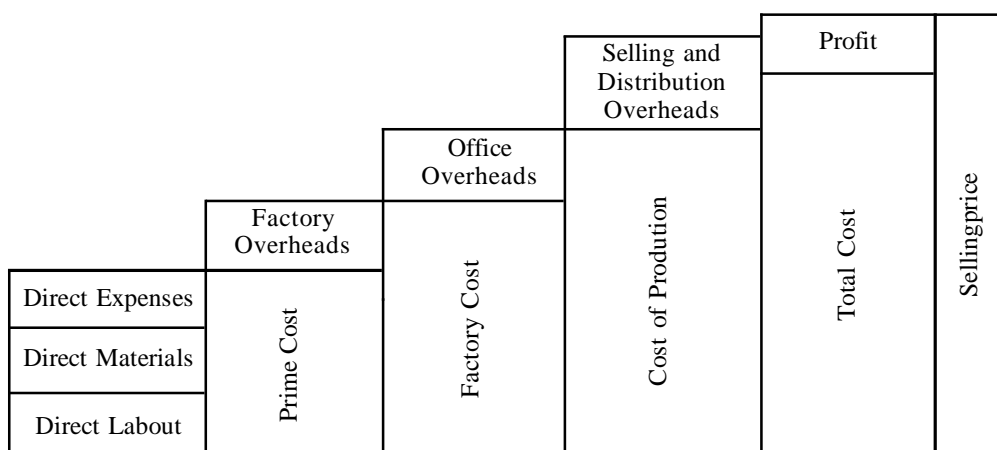 Profit
Selling and
Distribution
Overheads
Office
Overheads
Factory
Overheads
Direct Expenses
Direct Materials
Direct Labout
Prime Cost
Factory Cost
Cost of Prodution
Total Cost
Sellingprice